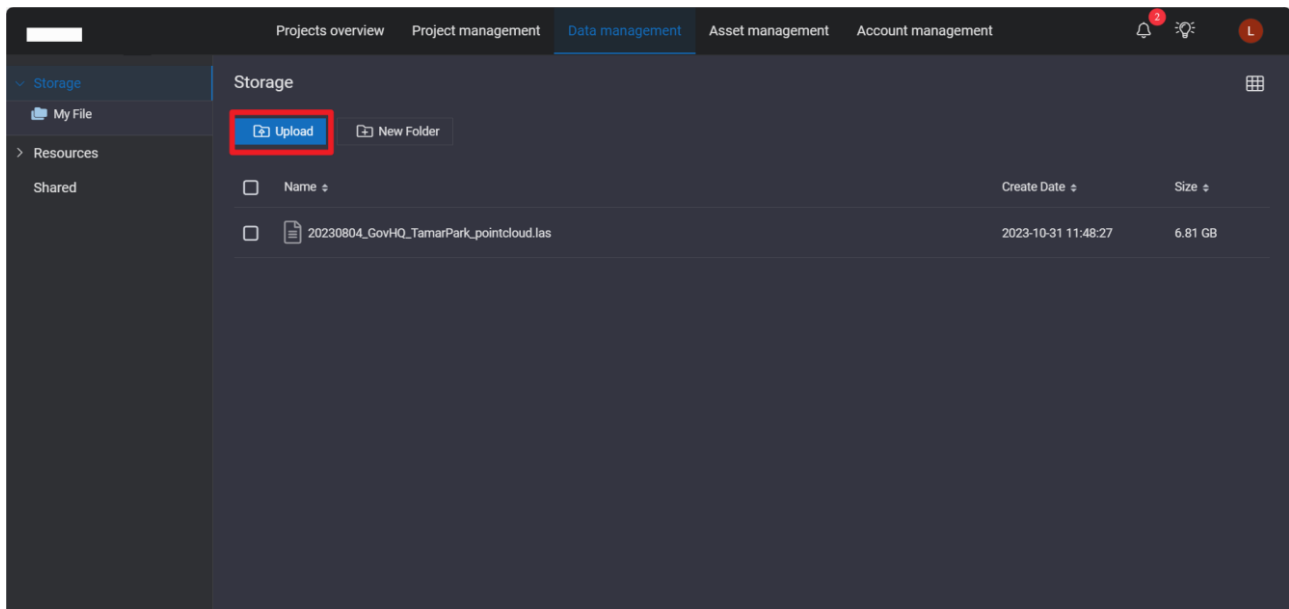 Projects overview Project management Data management Asset management Account management 2 L
Storage
My File
Resources
Shared
Storage
Upload New Folder
Name Create Date Size
20230804_GovHQ_TamarPark_pointcloud.las 2023-10-31 11:48:27 6.81 GB